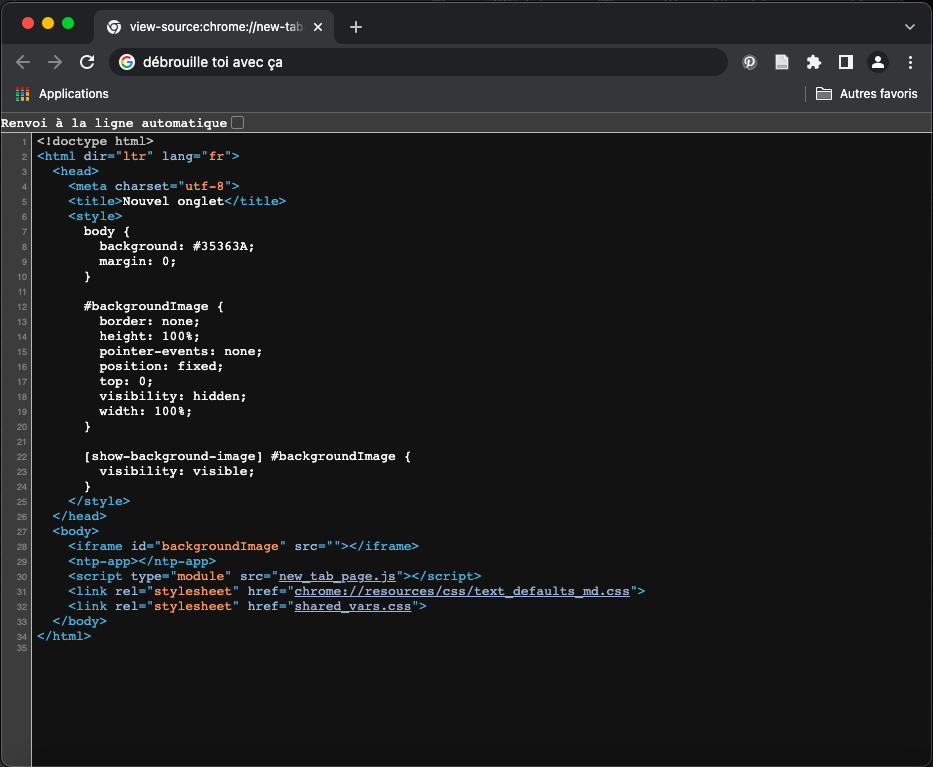 view-source:chrome://new-tab
débrouille toi avec ça
Applications
Autres favoris
Renvoi à la ligne automatique
1 <!doctype html>
2 <html dir="ltr" lang="fr">
3 <head>
4 <meta charset="utf-8">
5 <title>Nouvel onglet</title>
6 <style>
7 body {
8 background: #35363A;
9 margin: 0;
10 }
11
12 #backgroundImage {
13 border: none;
14 height: 100%;
15 pointer-events: none;
16 position: fixed;
17 top: 0;
18 visibility: hidden;
19 width: 100%;
20 }
21
22 [show-background-image] #backgroundImage {
23 visibility: visible;
24 }
25 </style>
26 </head>
27 <body>
28 <iframe id="backgroundImage" src=""></iframe>
29 <ntp-app></ntp-app>
30 <script type="module" src="new_tab_page.js"></script>
31 <link rel="stylesheet" href="chrome://resources/css/text_defaults_md.css">
32 <link rel="stylesheet" href="shared_vars.css">
33 </body>
34 </html>
35